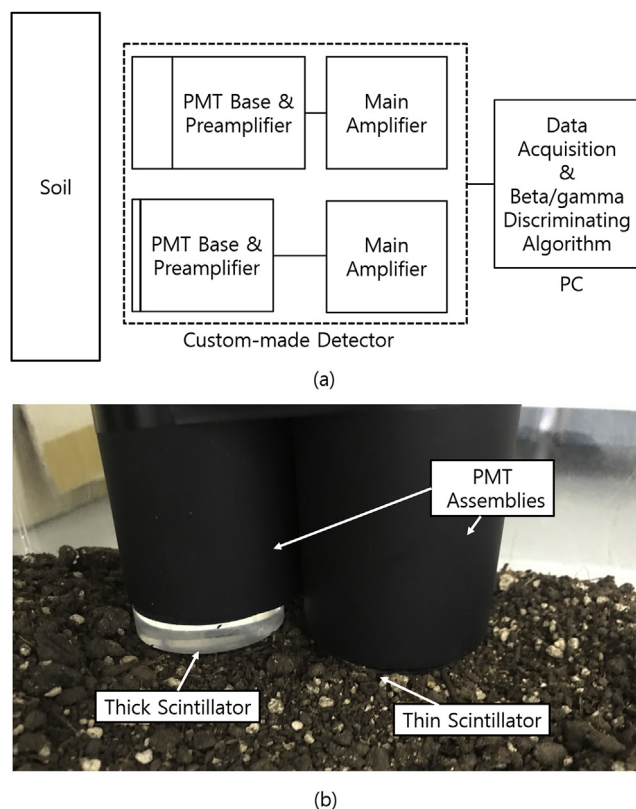 Soil
PMT Base &
Preamplifier
Main
Amplifier
PMT Base &
Preamplifier
Main
Amplifier
Data
Acquisition
&
Beta/gamma
Discriminating
Algorithm
PC
Custom-made Detector
(a)
PMT
Assemblies
Thick Scintillator
Thin Scintillator
(b)